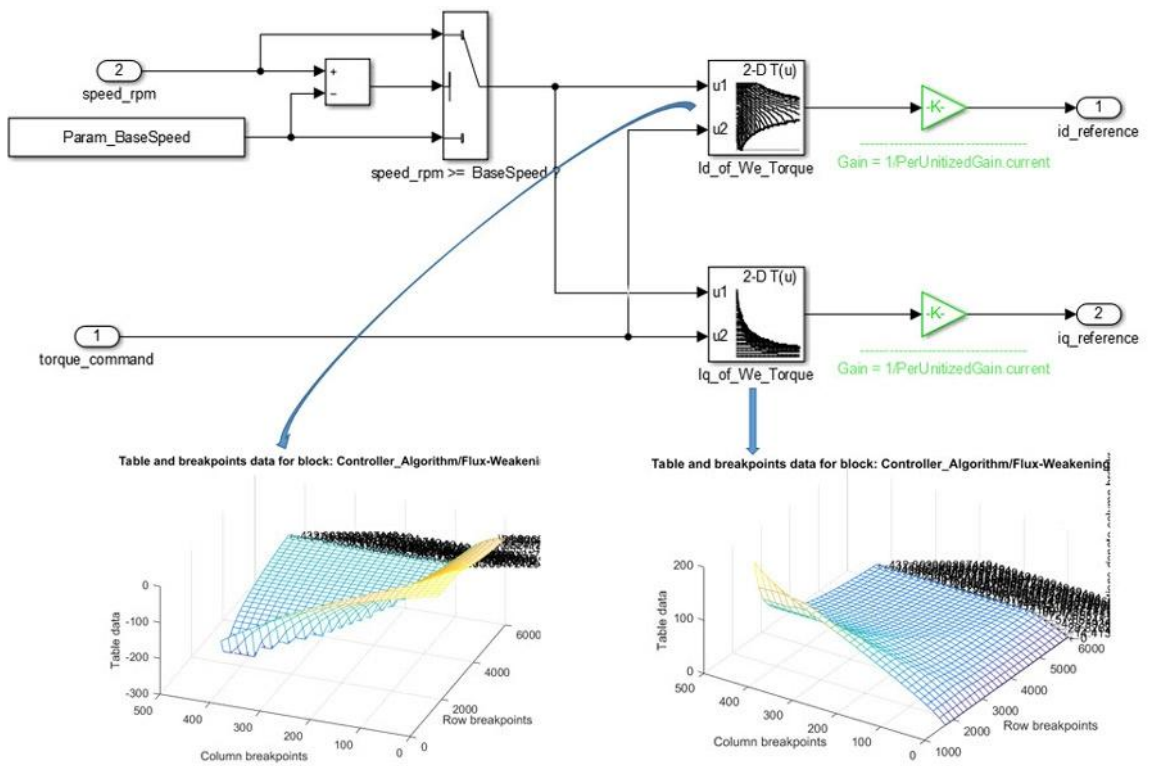 2
speed_rpm
+
−
Param_BaseSpeed
speed_rpm >= BaseSpeed ?
2-D T(u)
u1
u2
Id_of_We_Torque
-K-
1
id_reference
Gain = 1/PerUnitizedGain.current
1
torque_command
2-D T(u)
u1
u2
Iq_of_We_Torque
-K-
2
iq_reference
Gain = 1/PerUnitizedGain.current
Table and breakpoints data for block: Controller_Algorithm/Flux-Weakeni
0
-100
-200
-300
Table data
500
400
300
200
100
0
Column breakpoints
0
2000
4000
6000
Row breakpoints
Table and breakpoints data for block: Controller_Algorithm/Flux-Weakening
200
100
0
Table data
500
400
300
200
100
0
Column breakpoints
1000
2000
3000
4000
5000
6000
Row breakpoints